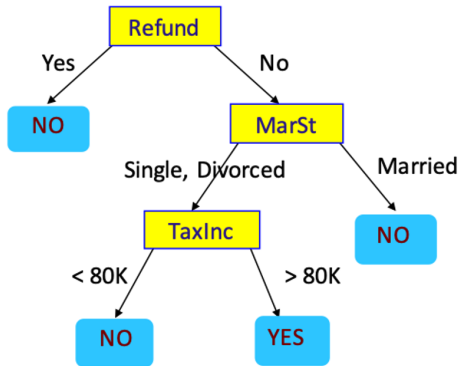 Refund
Yes
No
NO
MarSt
Single, Divorced
Married
TaxInc
NO
< 80K
> 80K
NO
YES